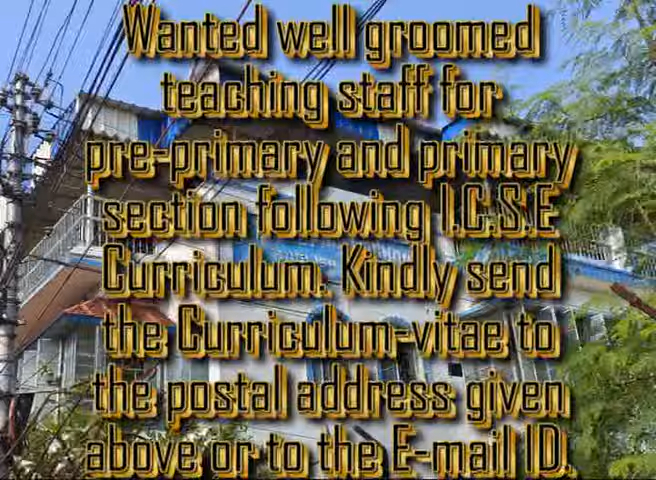 Wanted well groomed
teaching staff for
pre-primary and primary
section following I.C.S.E
Curriculum. Kindly send
the Curriculum-vitae to
the postal address given
above or to the E-mail ID.